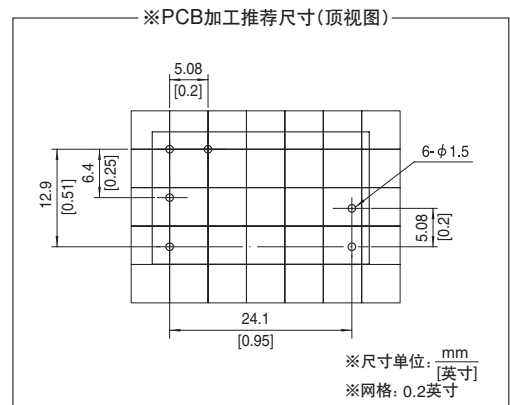 ※PCB加工推荐尺寸(顶视图)
5.08
[0.2]
6-ϕ1.5
6.4
[0.25]
12.9
[0.51]
5.08
[0.2]
24.1
[0.95]
※尺寸单位: mm
[英寸]
※网格: 0.2英寸